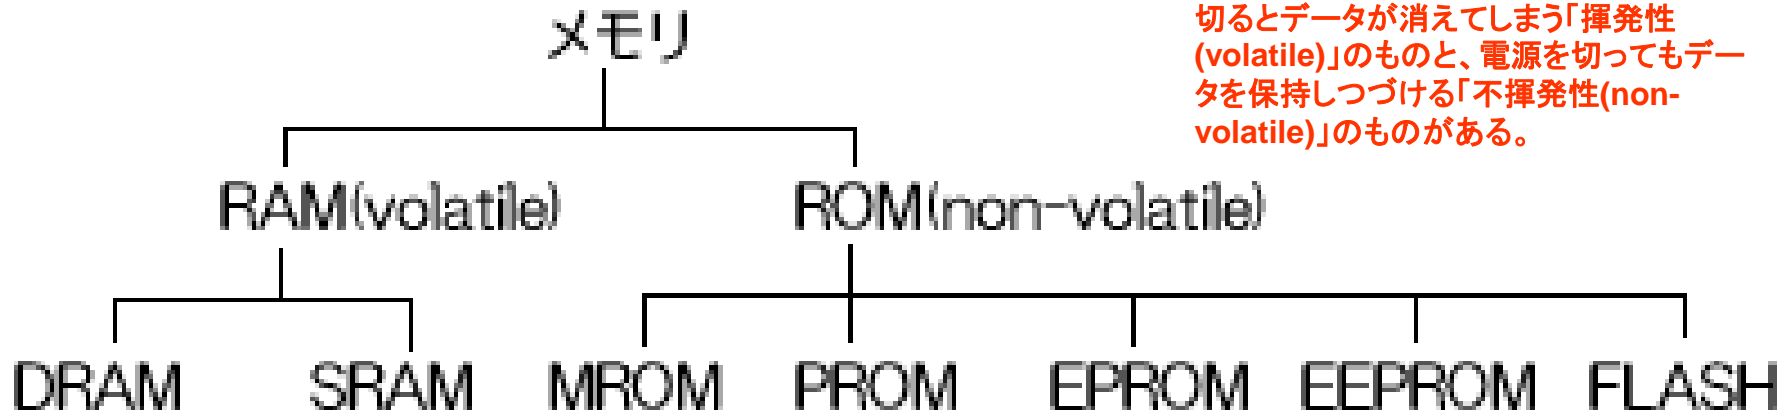 メモリ
切るとデータが消えてしまう「揮発性
(volatile)」のものと、電源を切ってもデー
タを保持しつづける「不揮発性(non-
volatile)」のものがある。
RAM(volatile)
ROM(non-volatile)
DRAM
SRAM
MROM
PROM
EPROM
EEPROM
FLASH